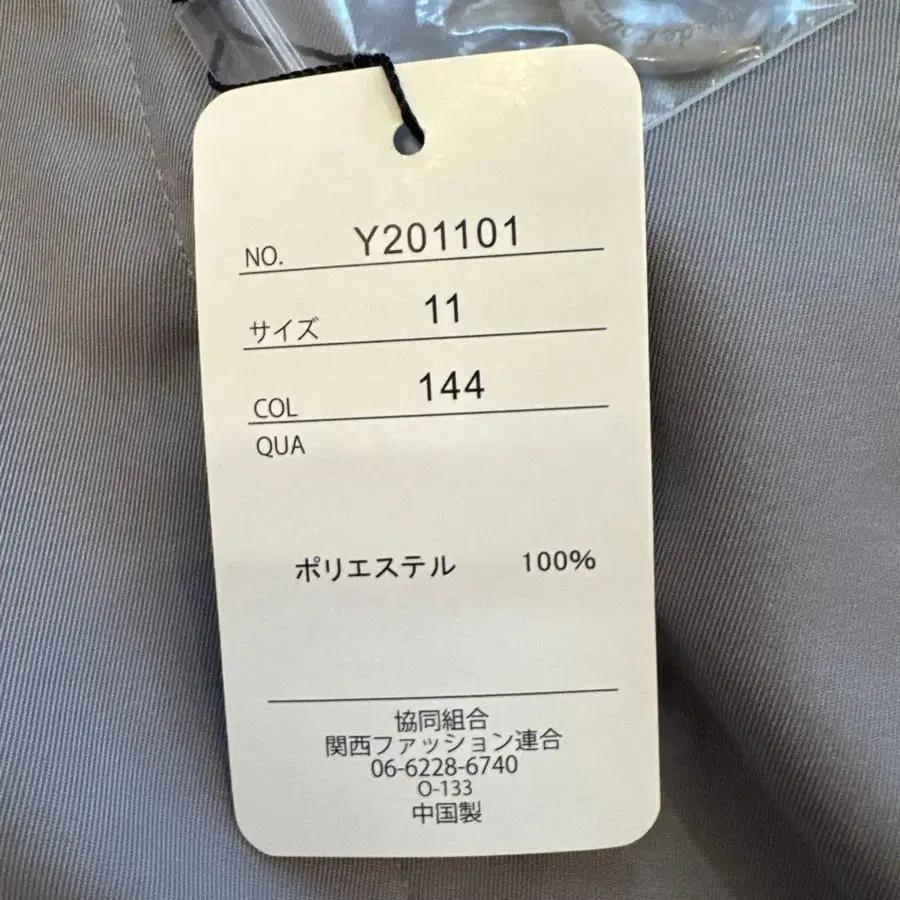 NO. Y201101
サイズ 11
COL 144
QUA
ポリエステル 100%
協同組合
関西ファッション連合
06-6228-6740
O-133
中国製